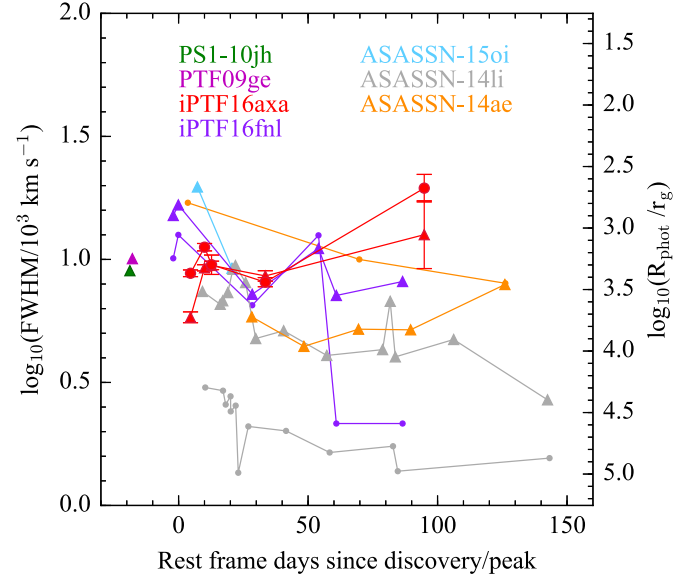 2.0
1.5
1.0
0.5
0.0
log₁₀(FWHM/10³ km s⁻¹)
PS1-10jh
PTF09ge
iPTF16axa
iPTF16fnl
ASASSN-15oi
ASASSN-14li
ASASSN-14ae
1.5
2.0
2.5
3.0
3.5
4.0
4.5
5.0
log₁₀(R_phot /r_g)
0
50
100
150
Rest frame days since discovery/peak